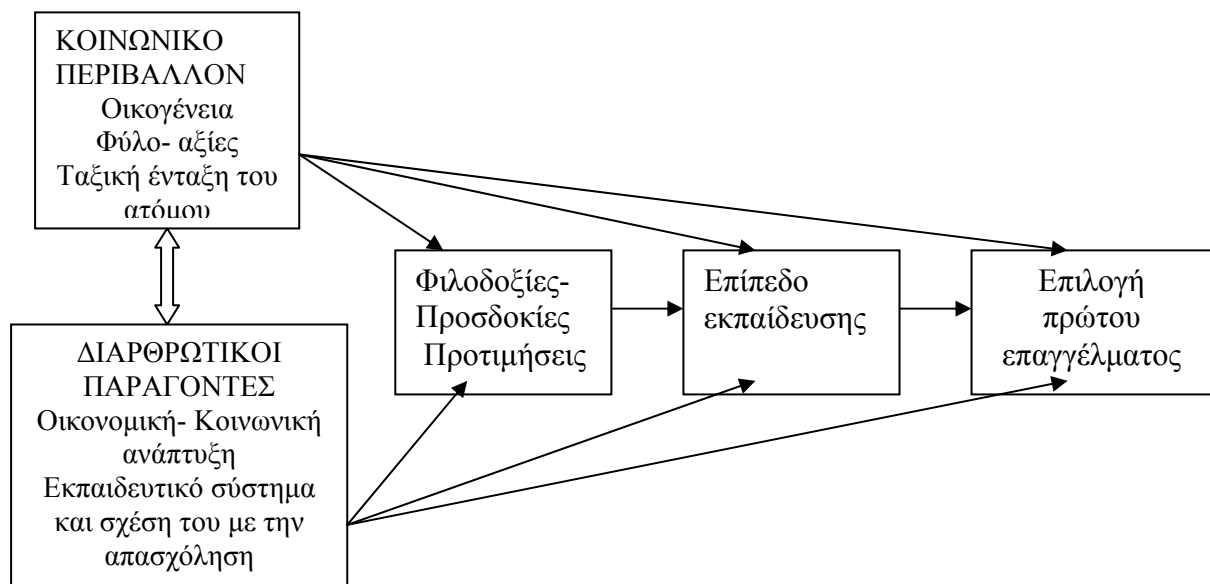 ΚΟΙΝΩΝΙΚΟ
ΠΕΡΙΒΑΛΛΟΝ
Οικογένεια
Φύλο- αξίες
Ταξική ένταξη του
ατόμου
ΔΙΑΡΘΡΩΤΙΚΟΙ
ΠΑΡΑΓΟΝΤΕΣ
Οικονομική- Κοινωνική
ανάπτυξη
Εκπαιδευτικό σύστημα
και σχέση του με την
απασχόληση
Φιλοδοξίες-
Προσδοκίες
Προτιμήσεις
Επίπεδο
εκπαίδευσης
Επιλογή
πρώτου
επαγγέλματος